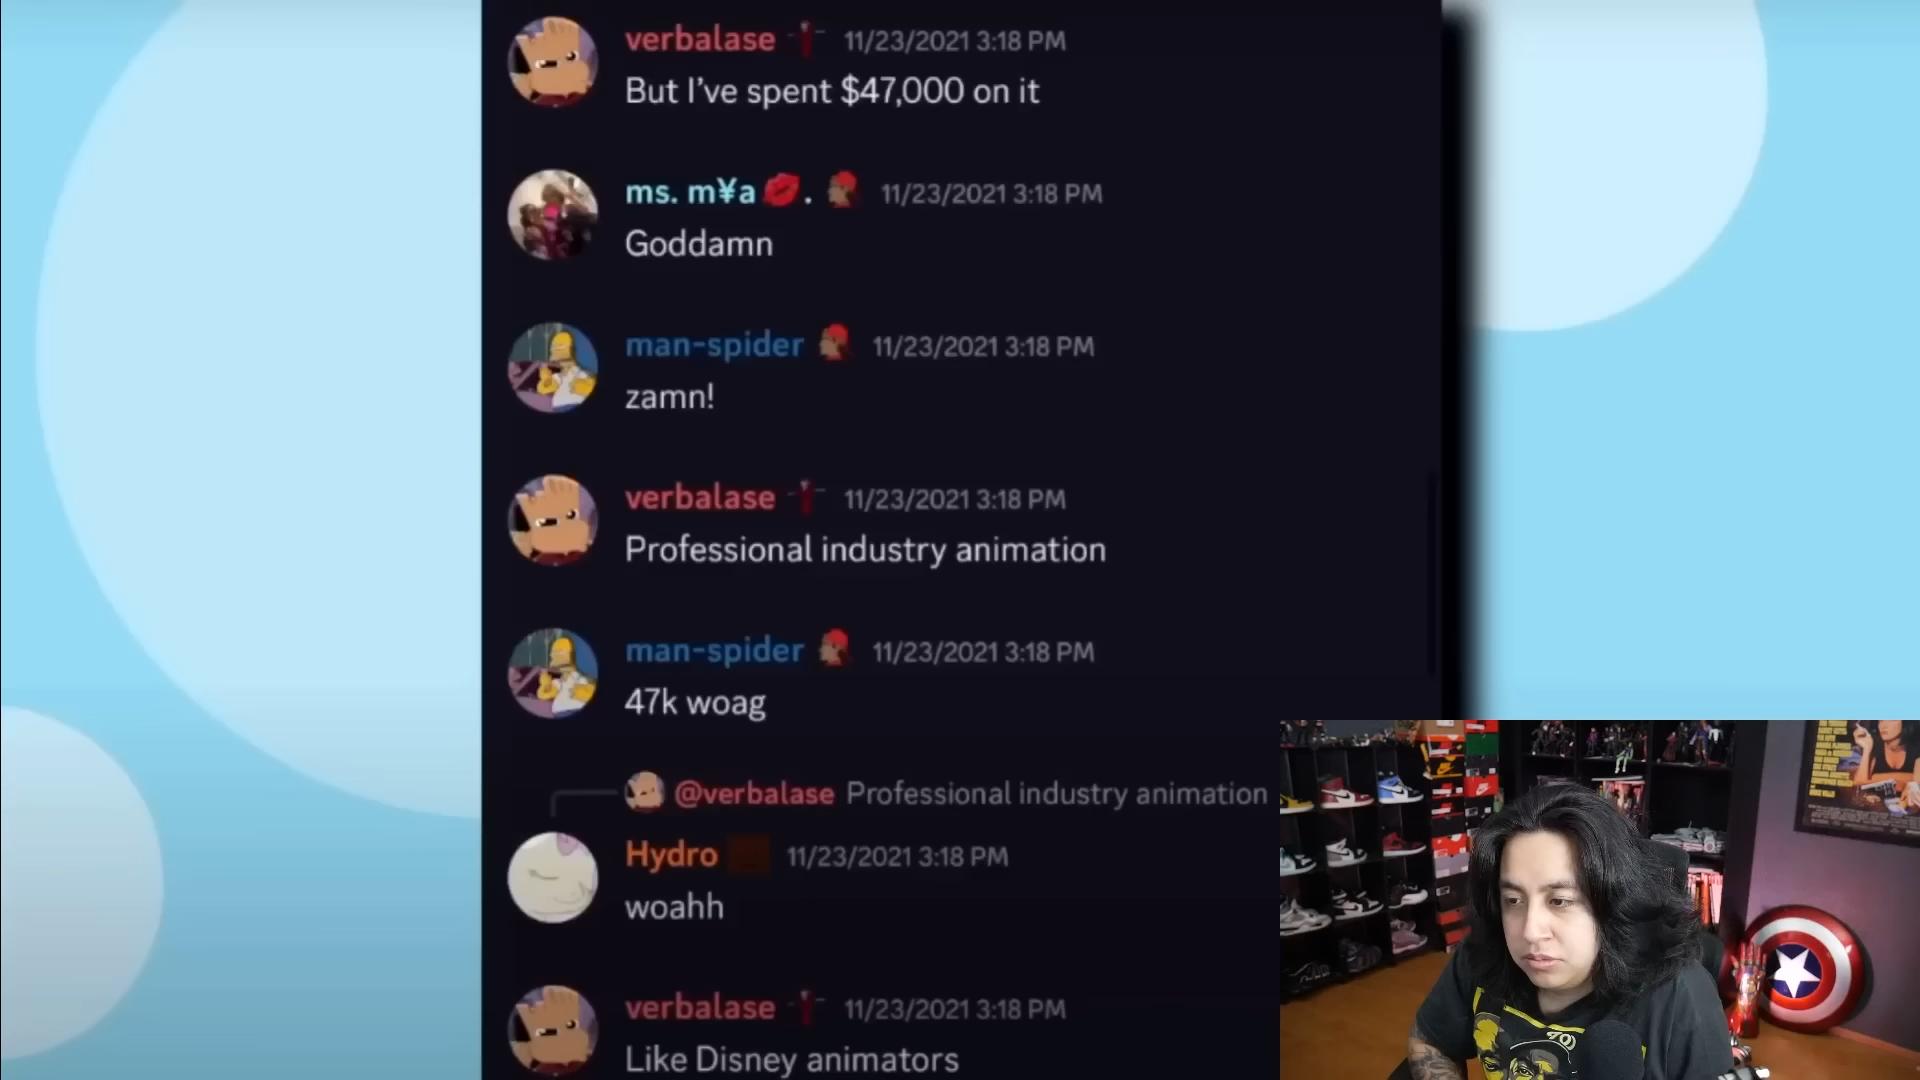 verbalase 11/23/2021 3:18 PM
But I've spent $47,000 on it
ms. m¥a💋. 11/23/2021 3:18 PM
Goddamn
man-spider 11/23/2021 3:18 PM
zamn!
verbalase 11/23/2021 3:18 PM
Professional industry animation
man-spider 11/23/2021 3:18 PM
47k woag
@verbalase Professional industry animation
Hydro 11/23/2021 3:18 PM
woahh
verbalase 11/23/2021 3:18 PM
Like Disney animators